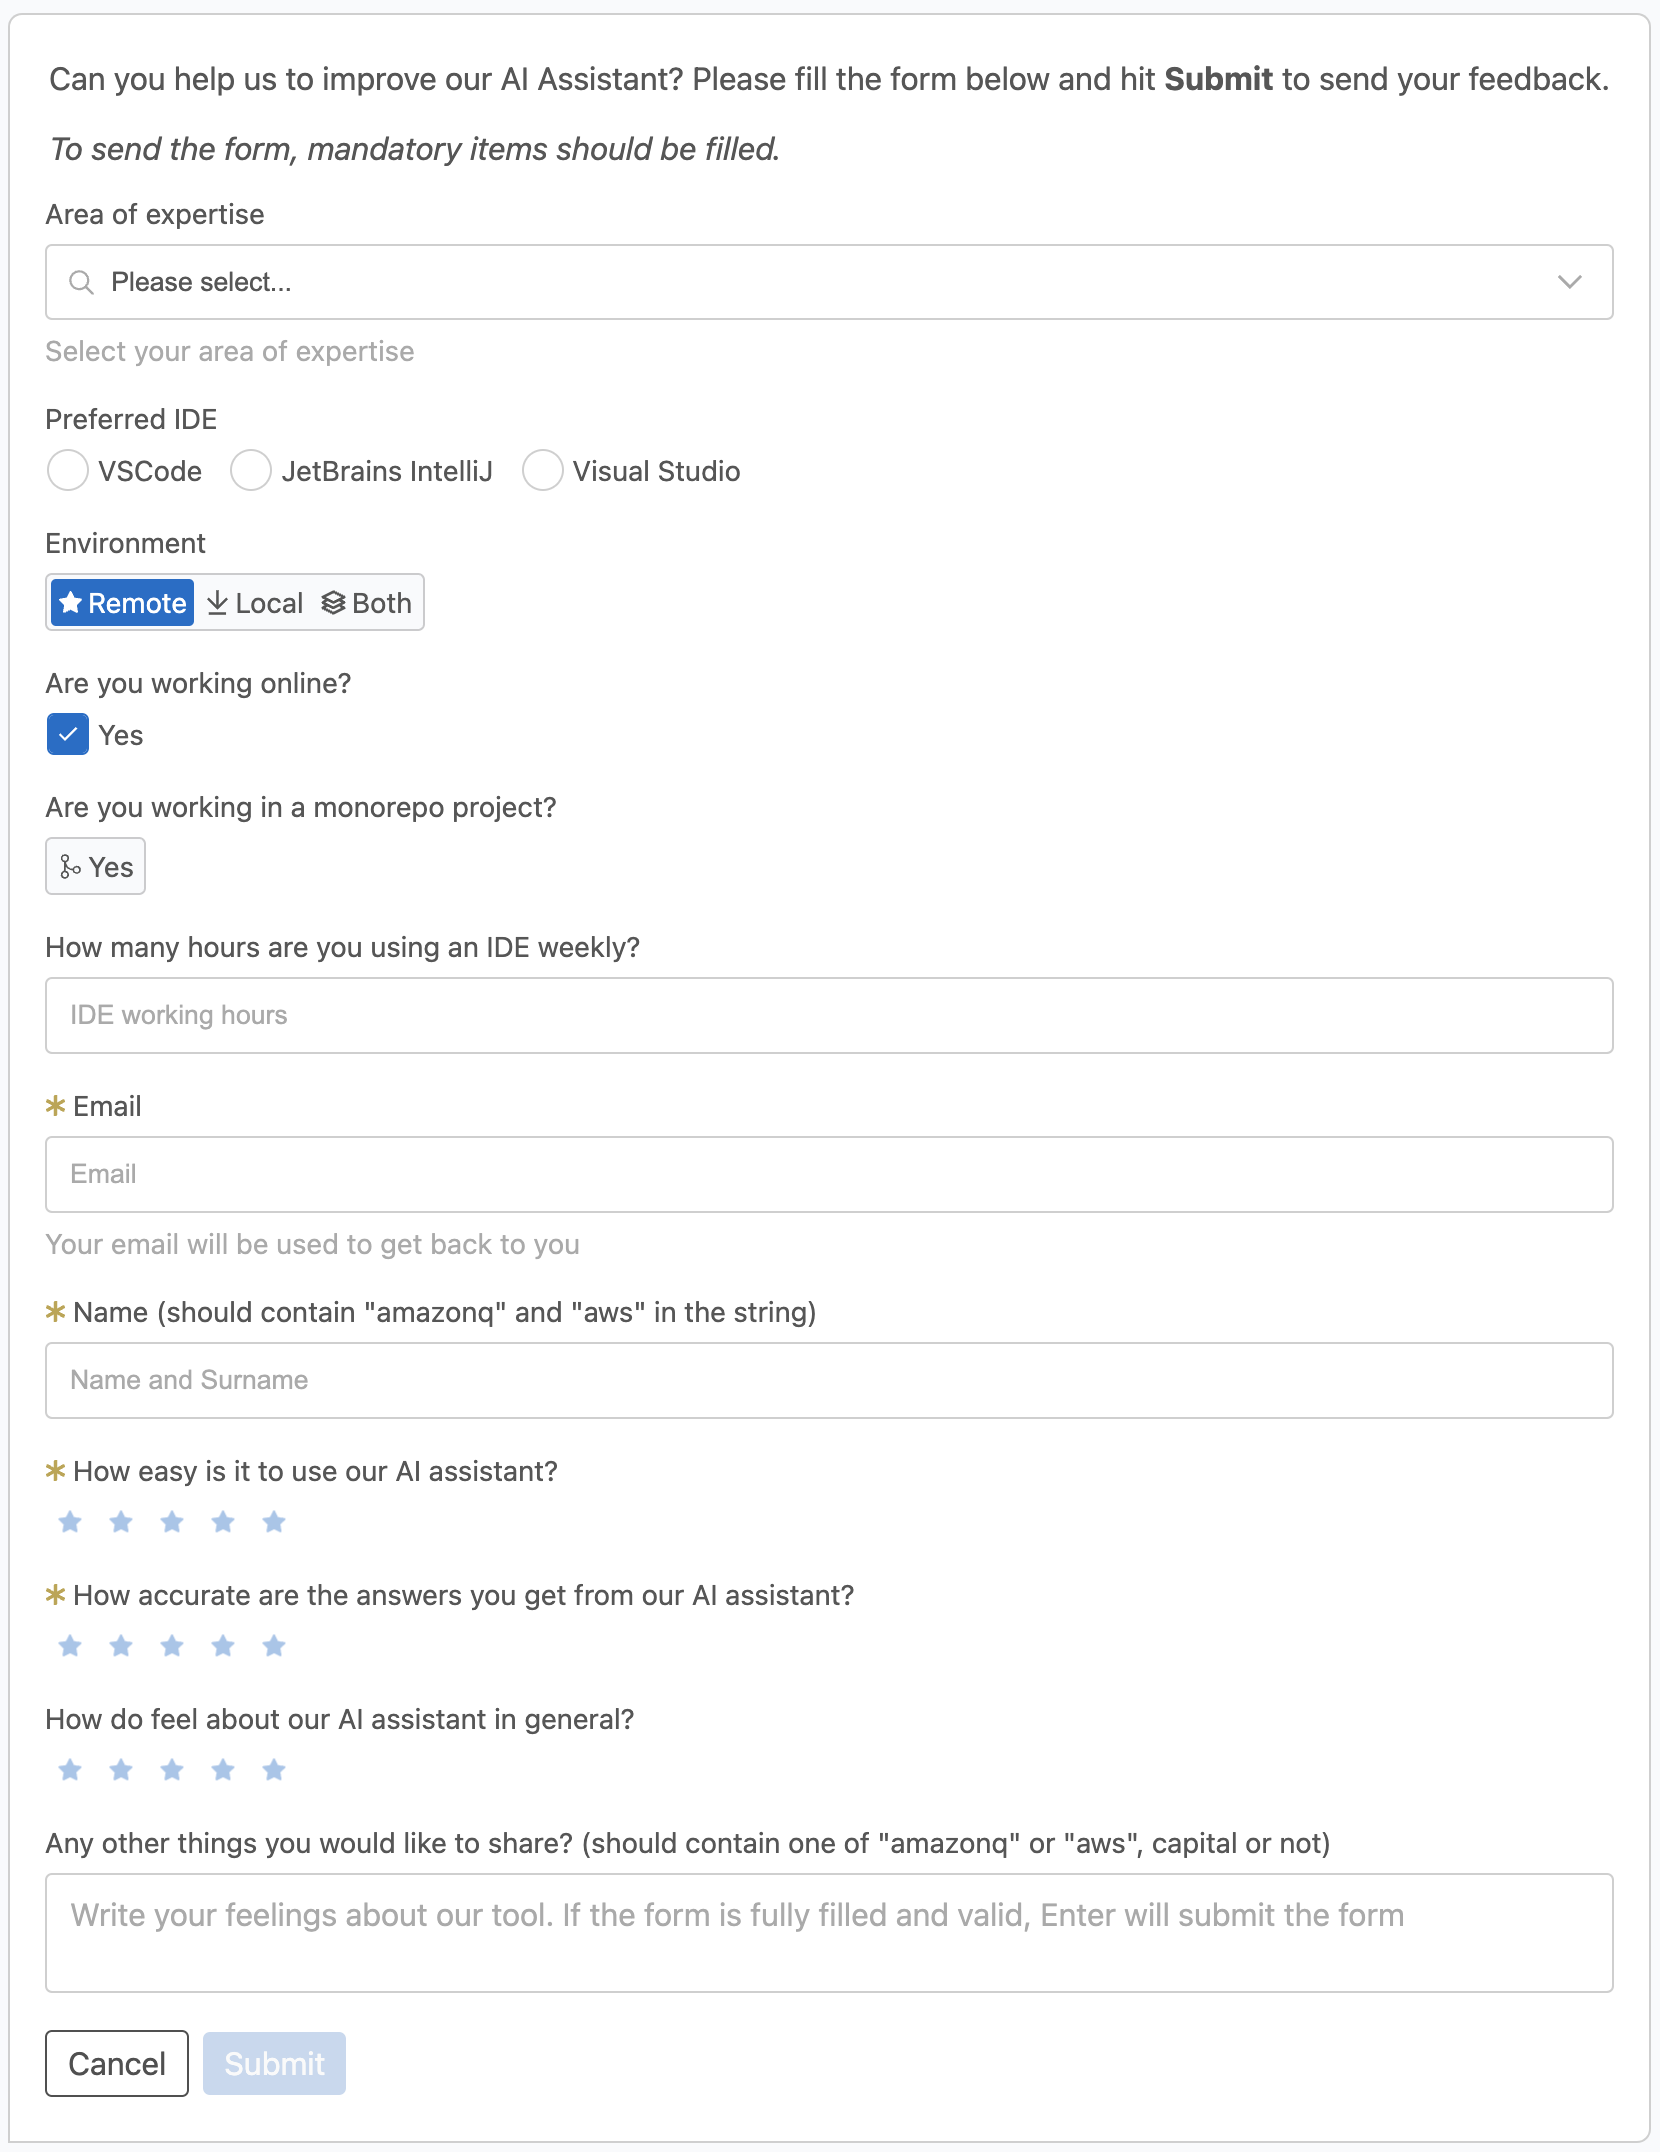 Can you help us to improve our AI Assistant? Please fill the form below and hit Submit to send your feedback.
To send the form, mandatory items should be filled.
Area of expertise
Please select...
Select your area of expertise
Preferred IDE
VSCode JetBrains IntelliJ Visual Studio
Environment
Remote Local Both
Are you working online?
Yes
Are you working in a monorepo project?
Yes
How many hours are you using an IDE weekly?
IDE working hours
* Email
Email
Your email will be used to get back to you
* Name (should contain "amazonq" and "aws" in the string)
Name and Surname
* How easy is it to use our AI assistant?
* How accurate are the answers you get from our AI assistant?
How do feel about our AI assistant in general?
Any other things you would like to share? (should contain one of "amazonq" or "aws", capital or not)
Write your feelings about our tool. If the form is fully filled and valid, Enter will submit the form
Cancel Submit